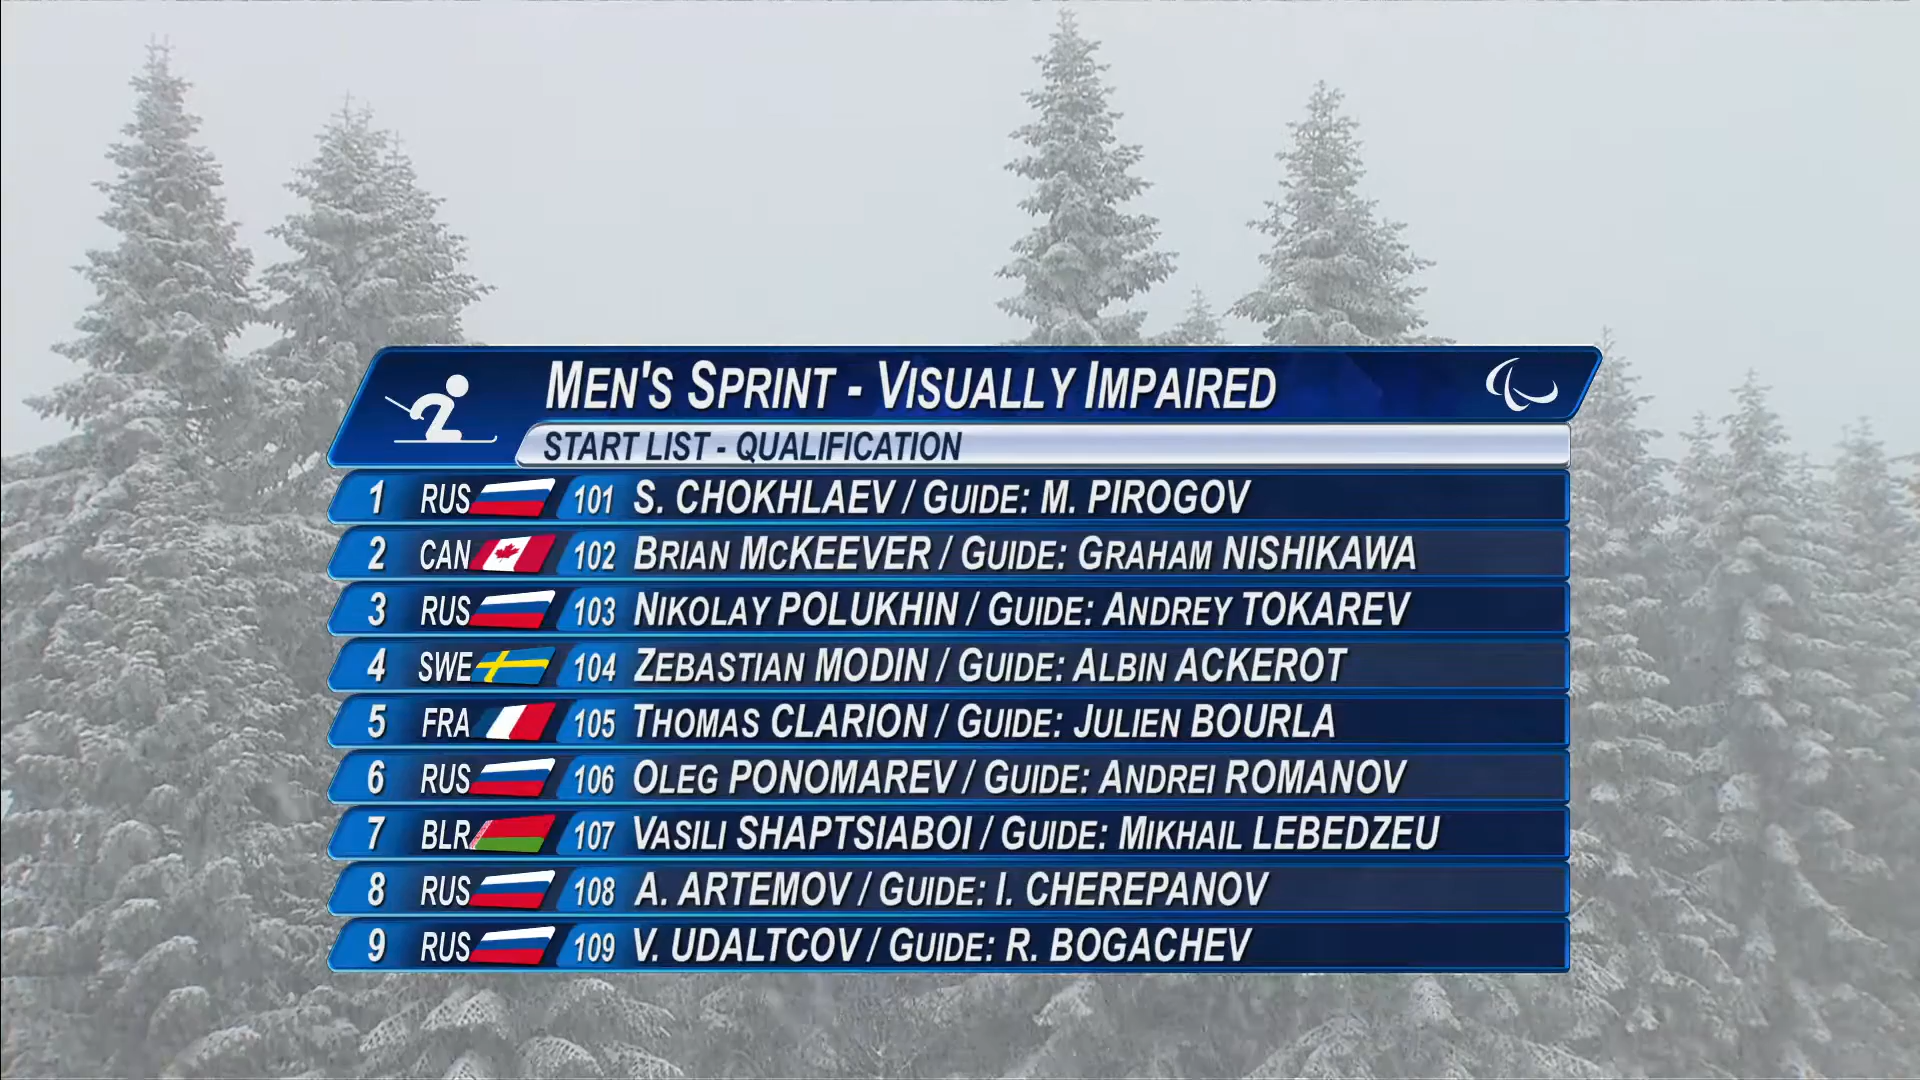 MEN'S SPRINT - VISUALLY IMPAIRED
START LIST - QUALIFICATION
1 RUS 101 S. CHOKHLAEV / GUIDE: M. PIROGOV
2 CAN 102 BRIAN MCKEEVER / GUIDE: GRAHAM NISHIKAWA
3 RUS 103 NIKOLAY POLUKHIN / GUIDE: ANDREY TOKAREV
4 SWE 104 ZEBASTIAN MODIN / GUIDE: ALBIN ACKEROT
5 FRA 105 THOMAS CLARION / GUIDE: JULIEN BOURLA
6 RUS 106 OLEG PONOMAREV / GUIDE: ANDREI ROMANOV
7 BLR 107 VASILI SHAPTSIABOI / GUIDE: MIKHAIL LEBEDZEU
8 RUS 108 A. ARTEMOV / GUIDE: I. CHEREPANOV
9 RUS 109 V. UDALTCOV / GUIDE: R. BOGACHEV